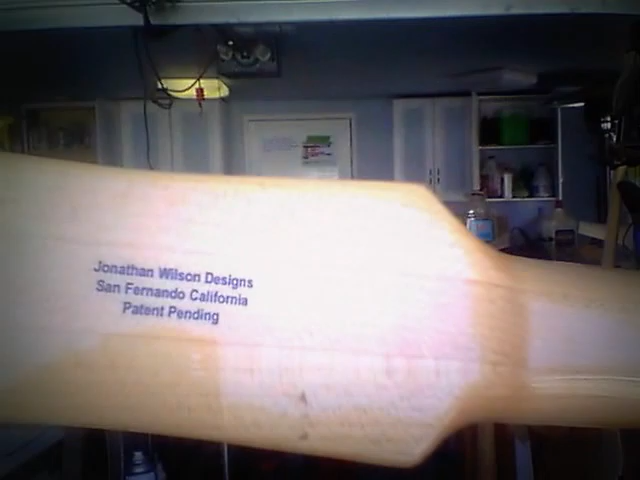 Jonathan Wilson Designs
San Fernando California
Patent Pending